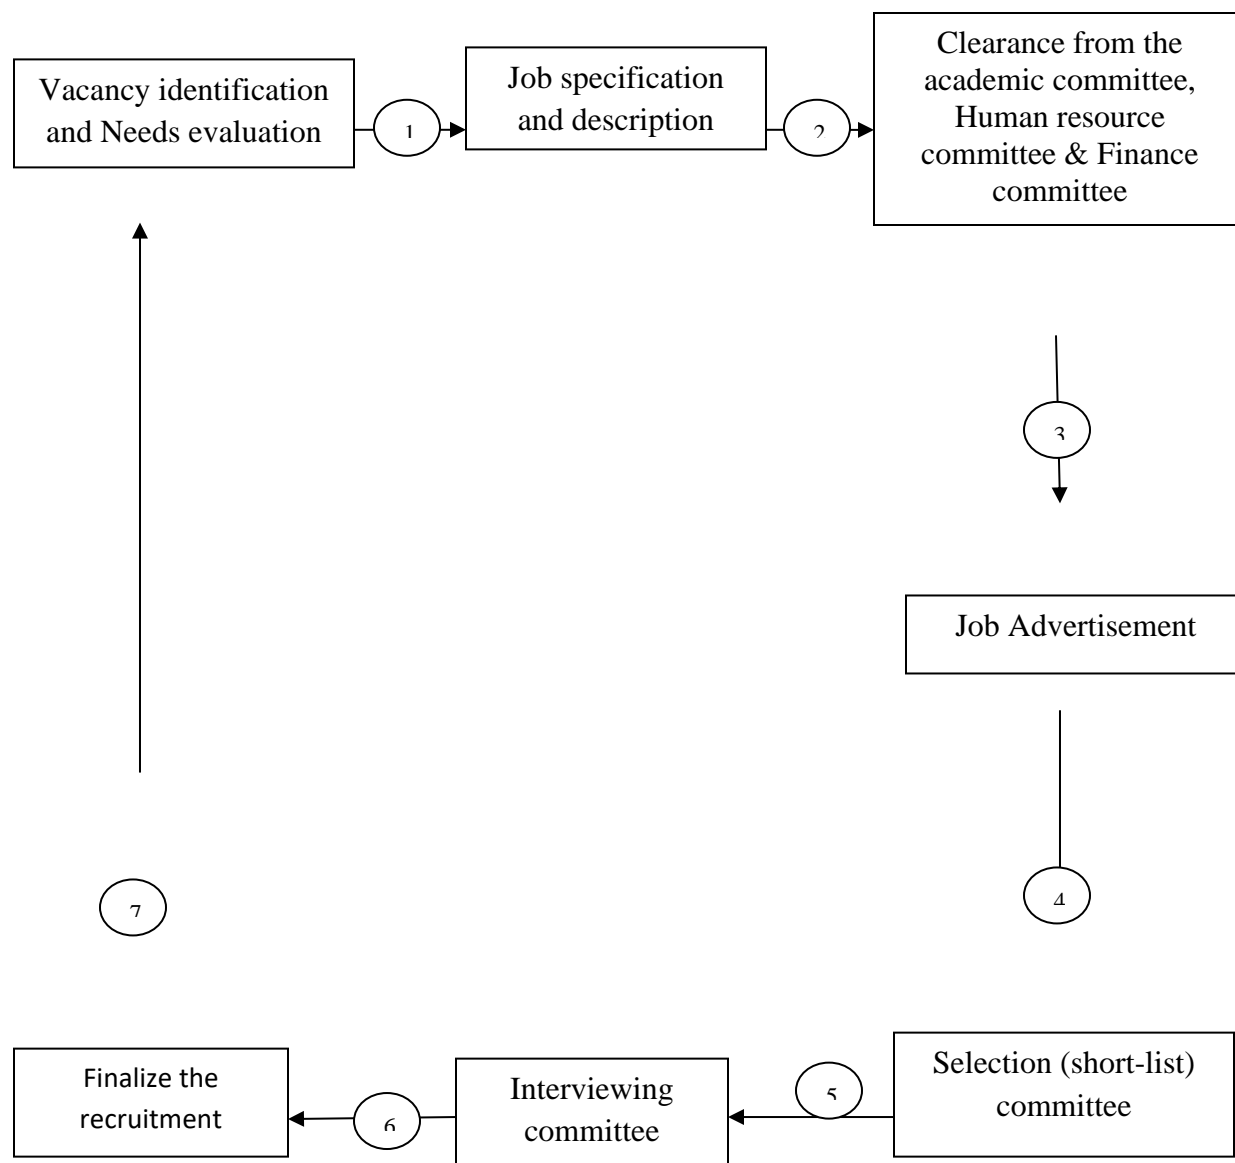 Vacancy identification
and Needs evaluation
1
Job specification
and description
2
Clearance from the
academic committee,
Human resource
committee & Finance
committee
3
Job Advertisement
4
Selection (short-list)
committee
5
Interviewing
committee
6
Finalize the
recruitment
7